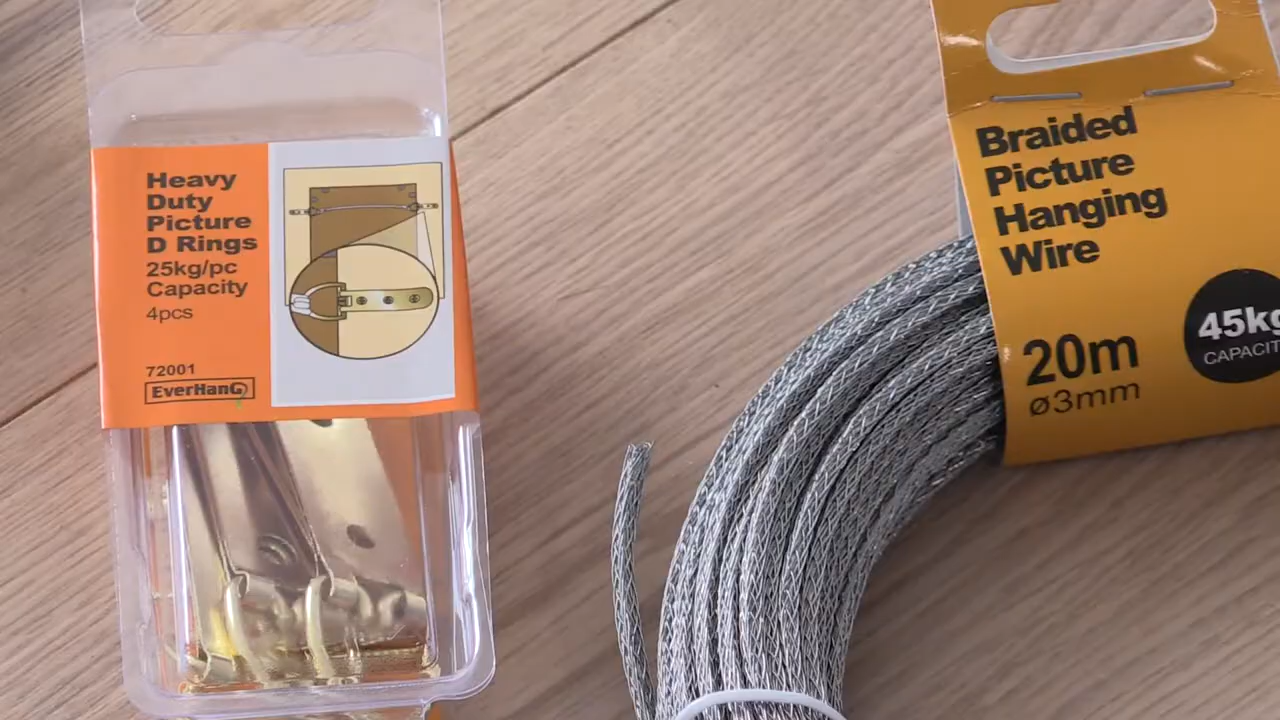 Heavy
Duty
Picture
D Rings
25kg/pc
Capacity
4pcs
72001
EverHanG
Braided
Picture
Hanging
Wire
20m
ø3mm
45kg
CAPACIT